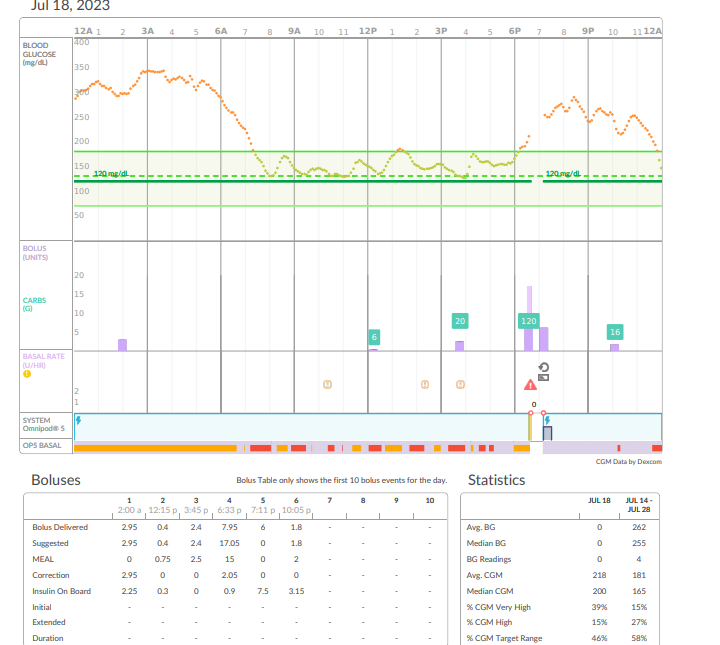 Jul 18, 2023
12A 1 2 3A 4 5 6A 7 8 9A 10 11 12P 1 2 3P 4 5 6P 7 8 9P 10 11 12A
BLOOD
GLUCOSE
(mg/dL)
400
350
300
250
200
150
120 mg/dL 120 mg/dL
100
50
BOLUS
(UNITS)
20
15
CARBS
(G)
10
5
6
20
120
16
BASAL RATE
(U/HR)
2
1
0
SYSTEM
Omnipod® 5
OP5 BASAL
CGM Data by Dexcom
Boluses
Bolus Table only shows the first 10 bolus events for the day.
1 2 3 4 5 6 7 8 9 10
2:00 a 12:15 p 3:45 p 6:33 p 7:11 p 10:05 p
Bolus Delivered 2.95 0.4 2.4 7.95 6 1.8 - - - -
Suggested 2.95 0.4 2.4 17.05 0 1.8 - - - -
MEAL 0 0.75 2.5 15 0 2 - - - -
Correction 2.95 0 0 2.05 0 0 - - - -
Insulin On Board 2.25 0.3 0 0.9 7.5 3.15 - - - -
Initial - - - - - - - - - -
Extended - - - - - - - - - -
Duration - - - - - - - - - -
Statistics
JUL 18 JUL 14 -
JUL 28
Avg. BG 0 262
Median BG 0 255
BG Readings 0 4
Avg. CGM 218 181
Median CGM 200 165
% CGM Very High 39% 15%
% CGM High 15% 27%
% CGM Target Range 46% 58%